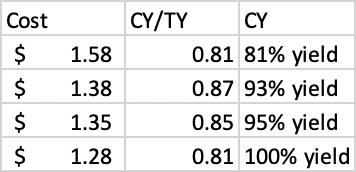 Cost CY/TY CY
$ 1.58 0.81 81% yield
$ 1.38 0.87 93% yield
$ 1.35 0.85 95% yield
$ 1.28 0.81 100% yield